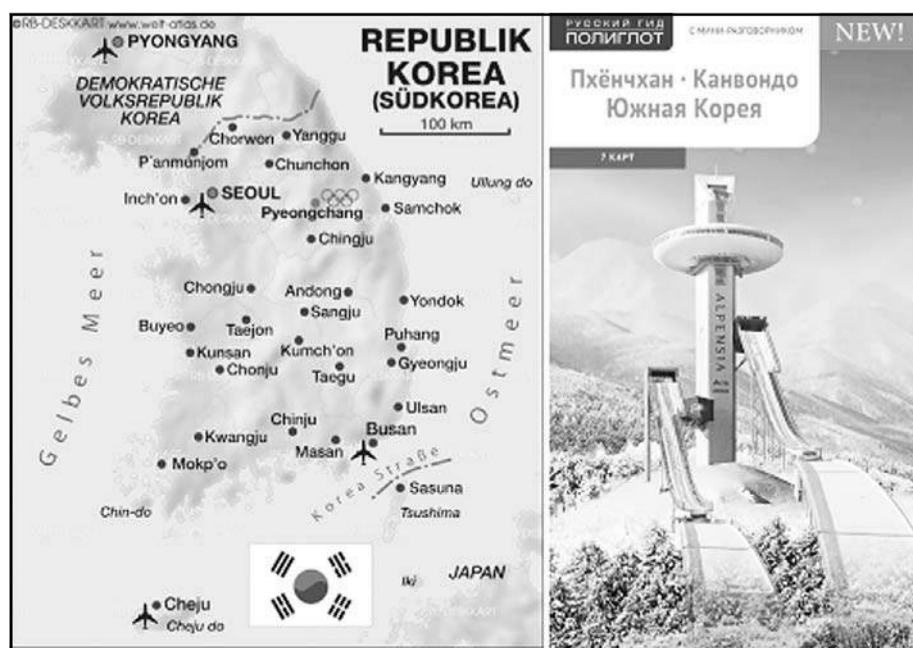 ©RB-DESKKART www.welt-atlas.de
PYONGYANG
REPUBLIK
KOREA
(SÜDKOREA)
100 km
DEMOKRATISCHE
VOLKSREPUBLIK
KOREA
Chorwon
Yanggu
P'anmunjom
Chunchon
Kangyang
Ullung do
Inch'on
SEOUL
Pyeongchang
Samchok
Chingju
Chongju
Andong
Yondok
Sangju
Buyeo
Taejon
Puhang
Kunsan
Kumch'on
Gyeongju
Chonju
Taegu
Gelbes Meer
Ostmeer
Ulsan
Chinju
Busan
Kwangju
Masan
Mokp'o
Korea Straße
Sasuna
Tsushima
Chin-do
Iki
JAPAN
Cheju
Cheju do
РУССКИЙ ГИД
ПОЛИГЛОТ
С МИНИ-РАЗГОВОРНИКОМ
NEW!
Пхёнчхан · Канвондо
Южная Корея
7 КАРТ
ALPENSIA